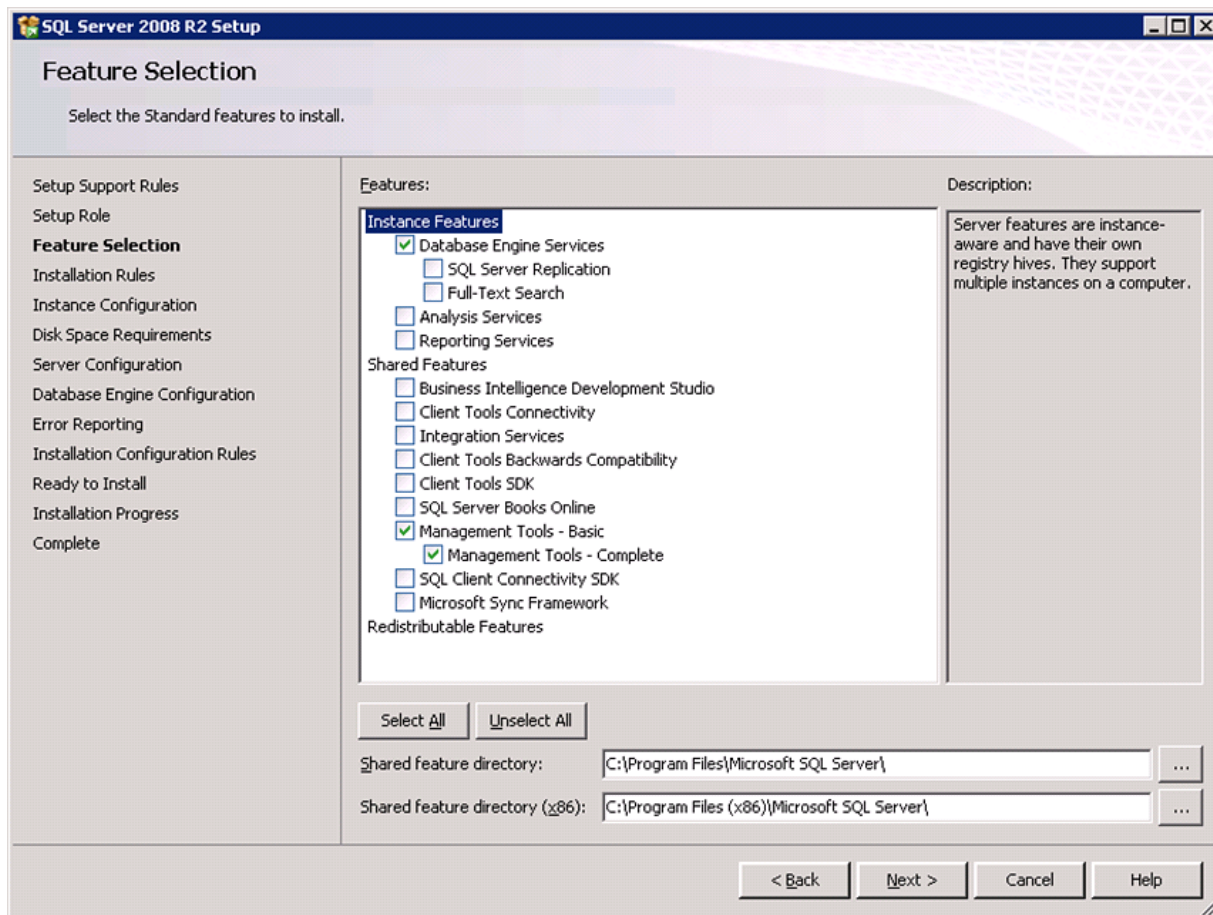 SQL Server 2008 R2 Setup
Feature Selection
Select the Standard features to install.
Setup Support Rules
Setup Role
Feature Selection
Installation Rules
Instance Configuration
Disk Space Requirements
Server Configuration
Database Engine Configuration
Error Reporting
Installation Configuration Rules
Ready to Install
Installation Progress
Complete
Features:
Instance Features
Database Engine Services
SQL Server Replication
Full-Text Search
Analysis Services
Reporting Services
Shared Features
Business Intelligence Development Studio
Client Tools Connectivity
Integration Services
Client Tools Backwards Compatibility
Client Tools SDK
SQL Server Books Online
Management Tools - Basic
Management Tools - Complete
SQL Client Connectivity SDK
Microsoft Sync Framework
Redistributable Features
Description:
Server features are instance-
aware and have their own
registry hives. They support
multiple instances on a computer.
Select All
Unselect All
Shared feature directory:
C:\Program Files\Microsoft SQL Server\
...
Shared feature directory (x86):
C:\Program Files (x86)\Microsoft SQL Server\
...
< Back
Next >
Cancel
Help